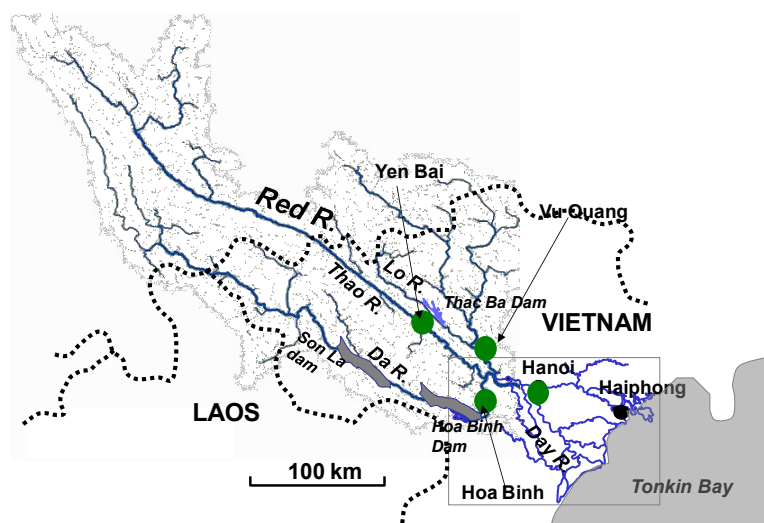 Yen Bai
Red R.
Vu Quang
Lo R.
Thao R.
Thac Ba Dam
VIETNAM
Son La
dam
Da R.
Hanoi
Haiphong
LAOS
Hoa Binh
Dam
Day R.
100 km
Hoa Binh
Tonkin Bay